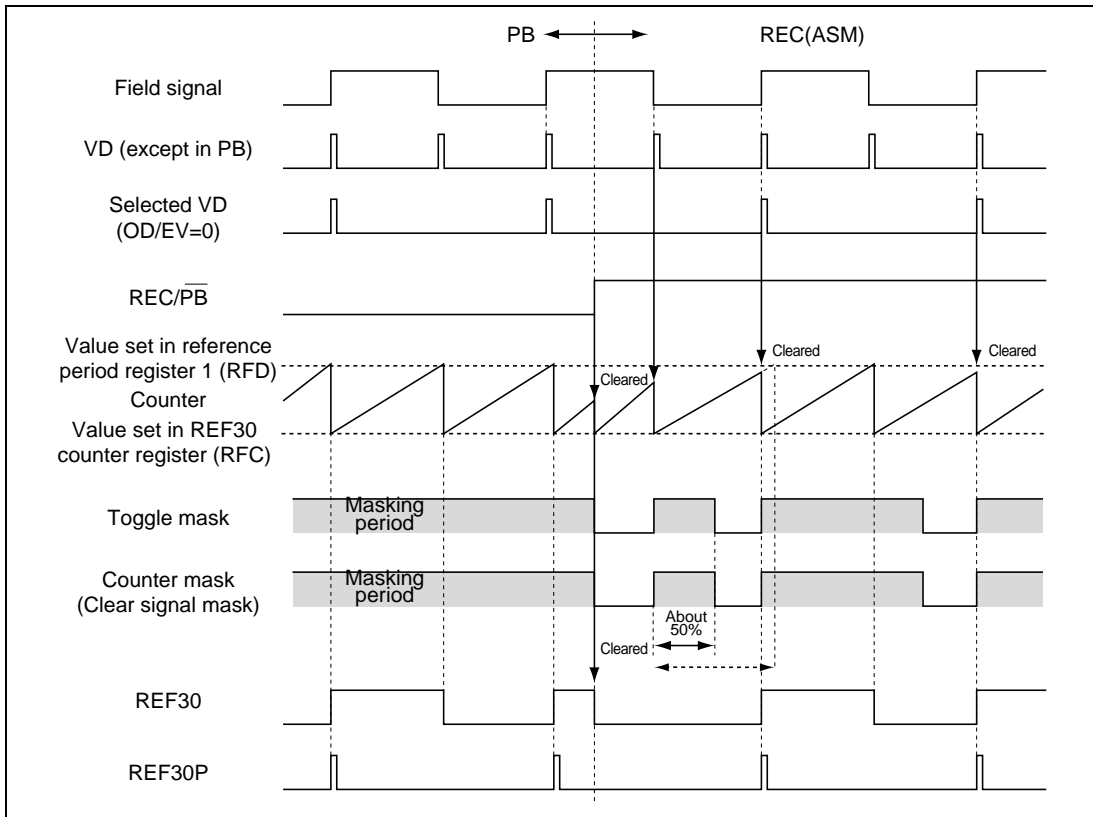 PB
REC(ASM)
Field signal
VD (except in PB)
Selected VD
(OD/EV=0)
REC/P̅B̅
Value set in reference
period register 1 (RFD)
Cleared
Cleared
Cleared
Counter
Value set in REF30
counter register (RFC)
Toggle mask
Masking
period
Counter mask
(Clear signal mask)
Masking
period
About
50%
Cleared
REF30
REF30P